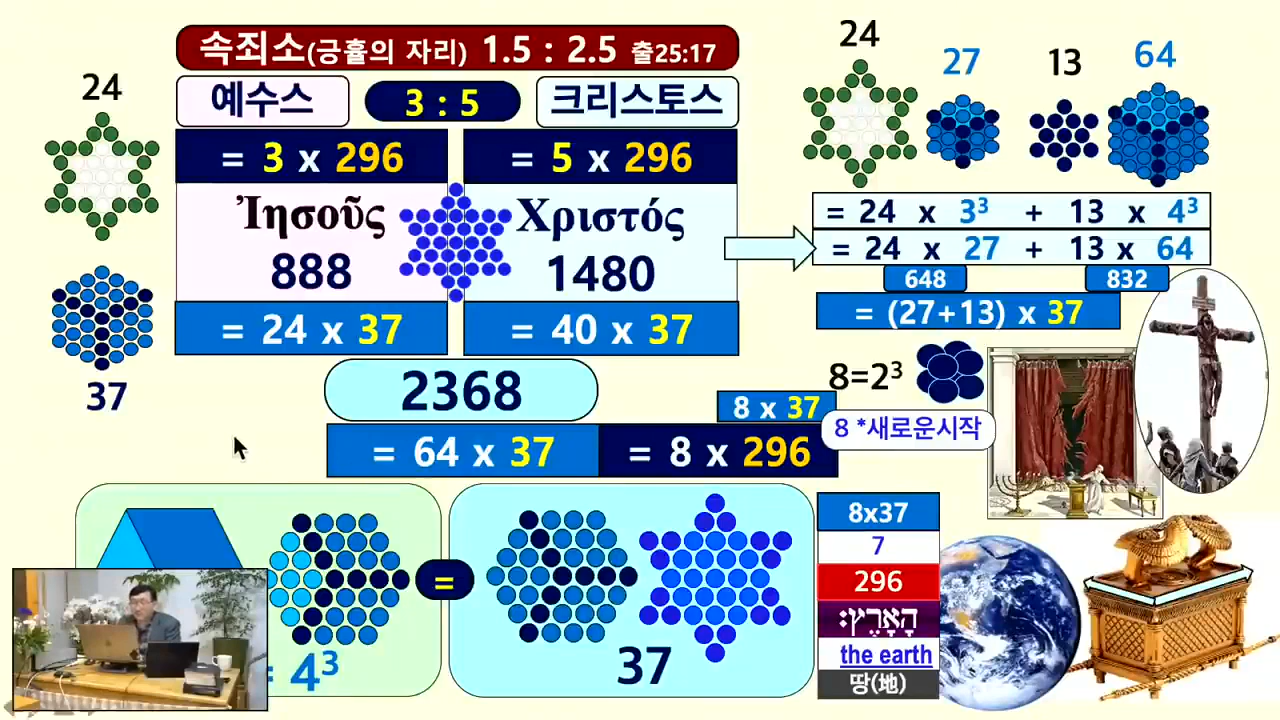 속죄소(긍휼의 자리) 1.5 : 2.5 출25:17
24
예수스
3 : 5
크리스토스
= 3 x 296
= 5 x 296
Ἰησοῦς
Χριστός
888
1480
= 24 x 37
= 40 x 37
37
2368
8 x 37
= 64 x 37
= 8 x 296
24
27
13
64
= 24 x 3³ + 13 x 4³
= 24 x 27 + 13 x 64
648
832
= (27+13) x 37
8=2³
8 *새로운시작
=
= 4³
37
8x37
7
296
הָאָרֶץ׃
the earth
땅(地)